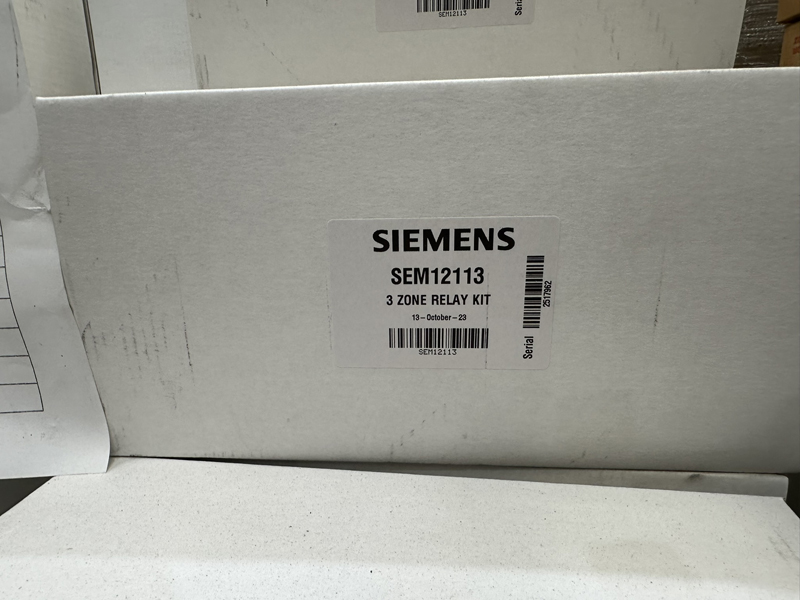 SEM12113
SIEMENS
SEM12113
3 ZONE RELAY KIT
13-October-23
SEM12113
Serial
2517962